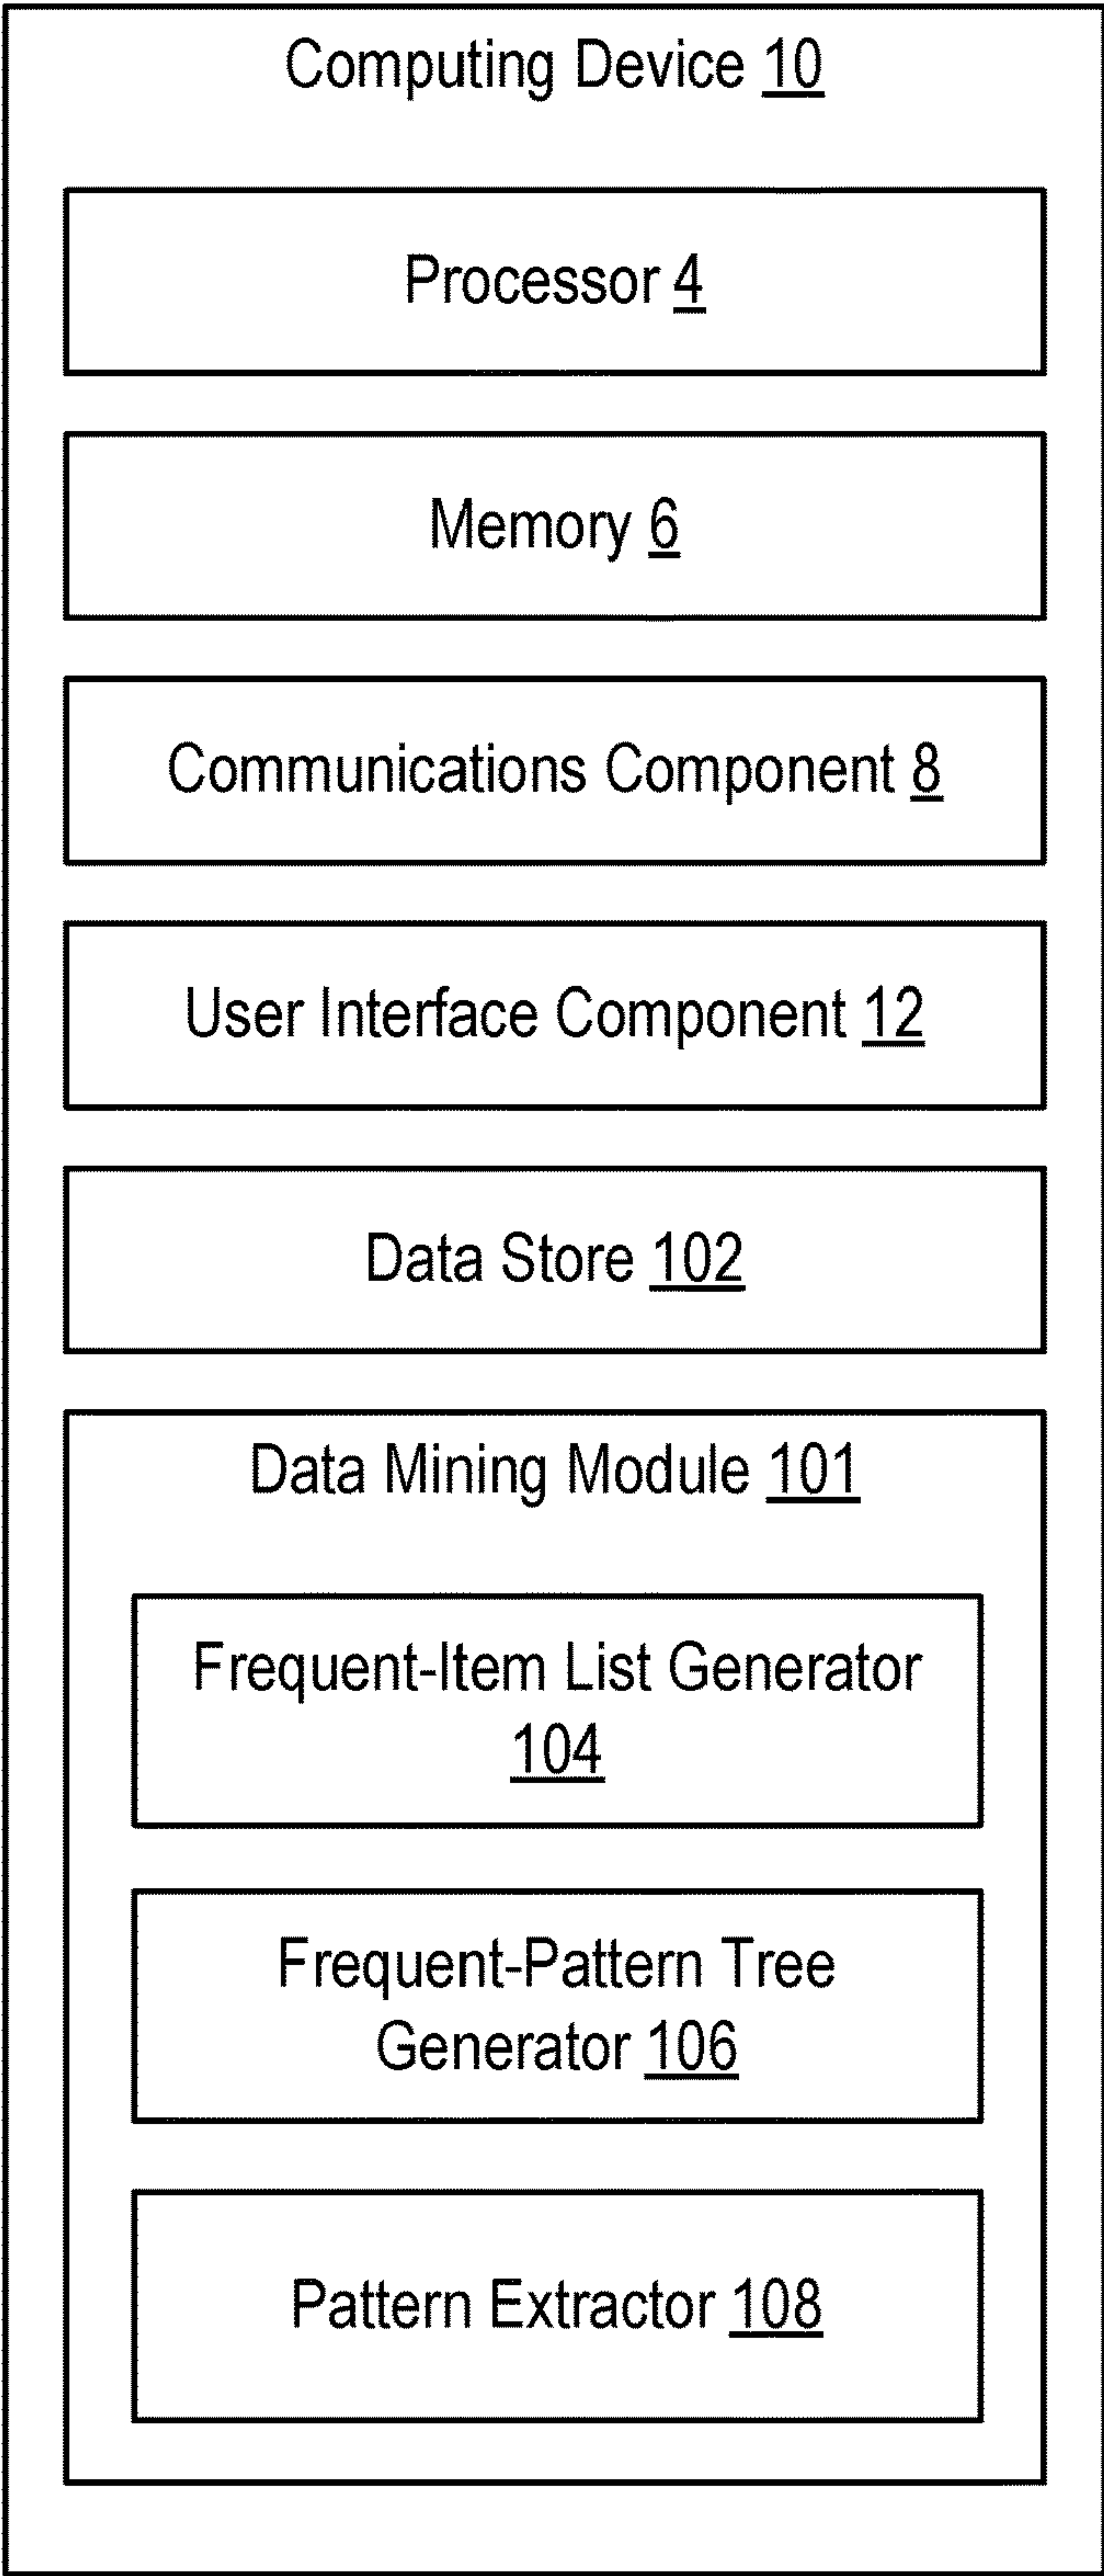 Computing Device 10
Processor 4
Memory 6
Communications Component 8
User Interface Component 12
Data Store 102
Data Mining Module 101
Frequent-Item List Generator
104
Frequent-Pattern Tree
Generator 106
Pattern Extractor 108